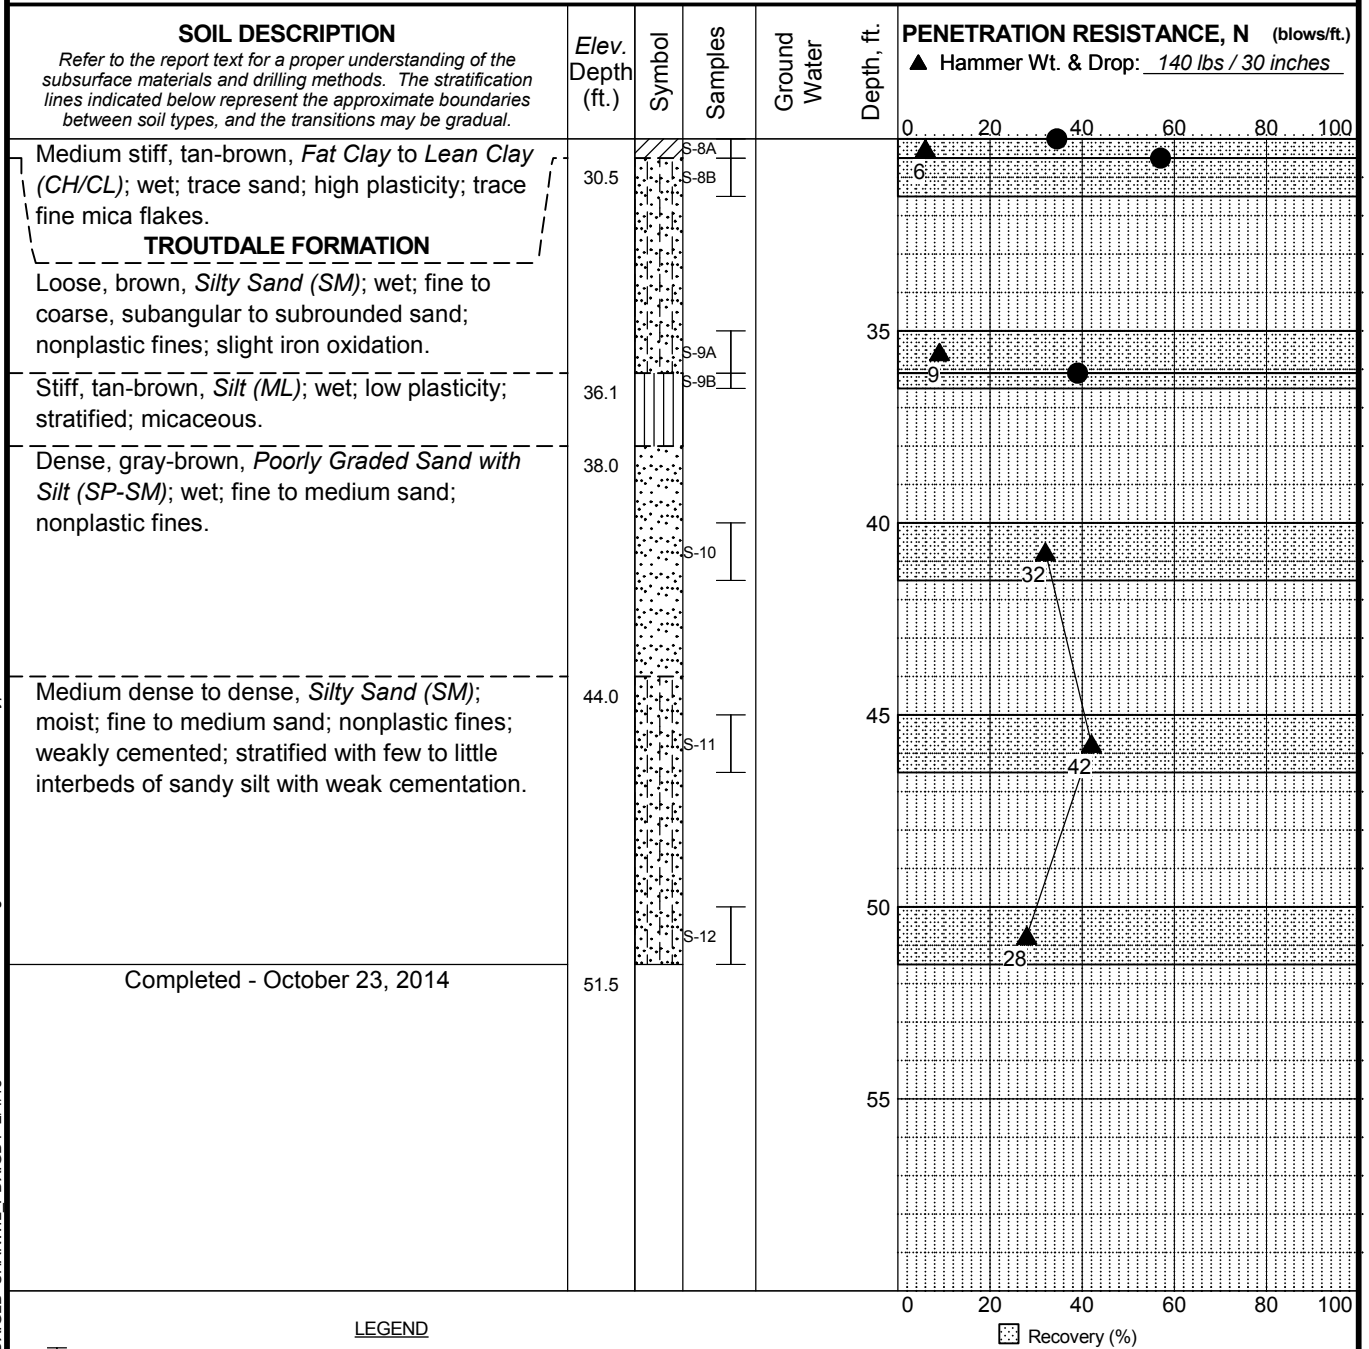 SOIL DESCRIPTION
Refer to the report text for a proper understanding of the
subsurface materials and drilling methods. The stratification
lines indicated below represent the approximate boundaries
between soil types, and the transitions may be gradual.
Elev.
Depth
(ft.)
Symbol
Samples
Ground
Water
Depth, ft.
PENETRATION RESISTANCE, N (blows/ft.)
▲ Hammer Wt. & Drop: 140 lbs / 30 inches
0 20 40 60 80 100
Medium stiff, tan-brown, Fat Clay to Lean Clay
(CH/CL); wet; trace sand; high plasticity; trace
fine mica flakes.
TROUTDALE FORMATION
30.5
S-8A
S-8B
6
Loose, brown, Silty Sand (SM); wet; fine to
coarse, subangular to subrounded sand;
nonplastic fines; slight iron oxidation.
S-9A
35
9
Stiff, tan-brown, Silt (ML); wet; low plasticity;
stratified; micaceous.
36.1
S-9B
Dense, gray-brown, Poorly Graded Sand with
Silt (SP-SM); wet; fine to medium sand;
nonplastic fines.
38.0
S-10
40
32
Medium dense to dense, Silty Sand (SM);
moist; fine to medium sand; nonplastic fines;
weakly cemented; stratified with few to little
interbeds of sandy silt with weak cementation.
44.0
S-11
45
42
S-12
50
28
Completed - October 23, 2014
51.5
55
0 20 40 60 80 100
LEGEND
Recovery (%)